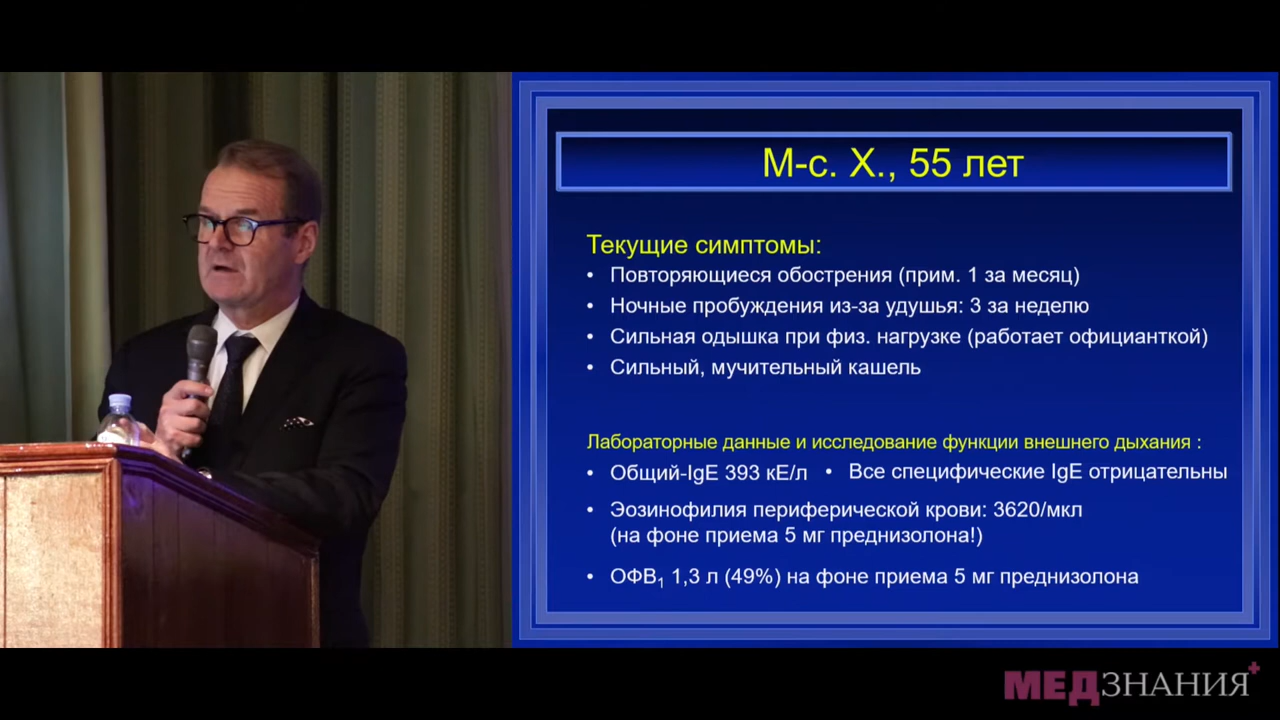 М-с. Х., 55 лет
Текущие симптомы:
• Повторяющиеся обострения (прим. 1 за месяц)
• Ночные пробуждения из-за удушья: 3 за неделю
• Сильная одышка при физ. нагрузке (работает официанткой)
• Сильный, мучительный кашель
Лабораторные данные и исследование функции внешнего дыхания :
• Общий-IgE 393 кЕ/л • Все специфические IgE отрицательны
• Эозинофилия периферической крови: 3620/мкл
(на фоне приема 5 мг преднизолона!)
• ОФВ₁ 1,3 л (49%) на фоне приема 5 мг преднизолона
МЕДЗНАНИЯ+